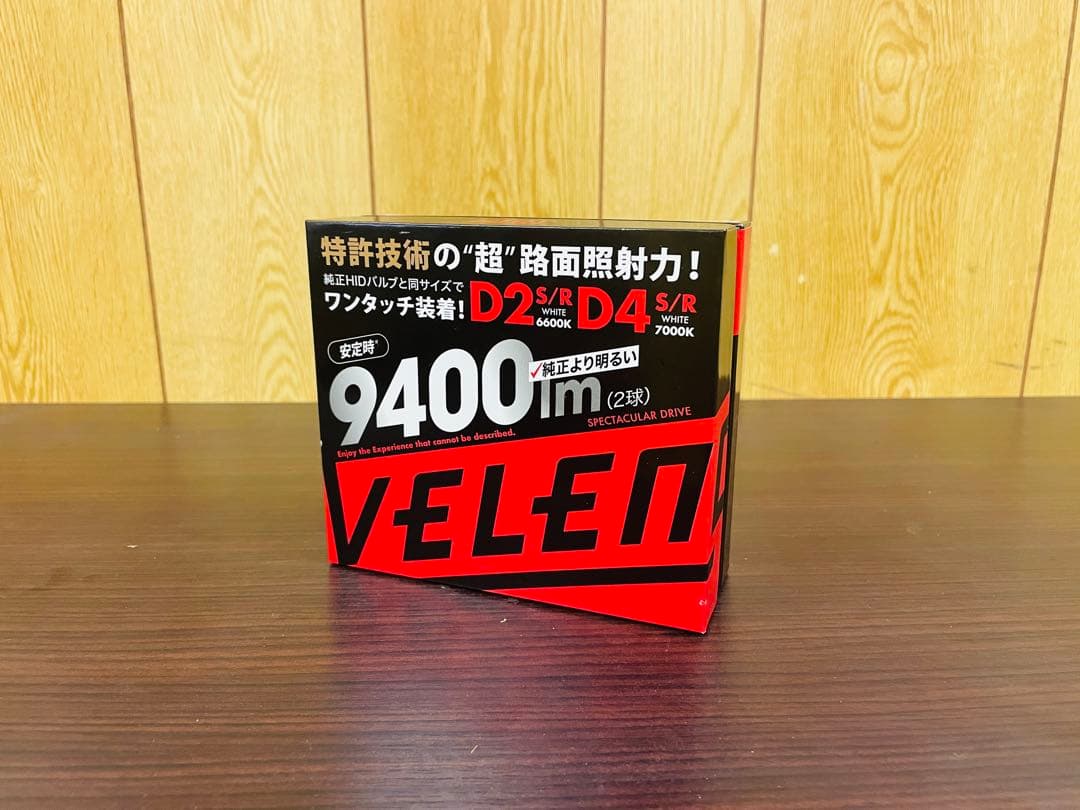 特許技術の“超”路面照射力！
純正HIDバルブと同サイズで
ワンタッチ装着！ D2 S/R WHITE 6600K D4 S/R WHITE 7000K
安定時*
✓純正より明るい
9400lm（2球）
SPECTACULAR DRIVE
Enjoy the Experience that cannot be described.
VELEN